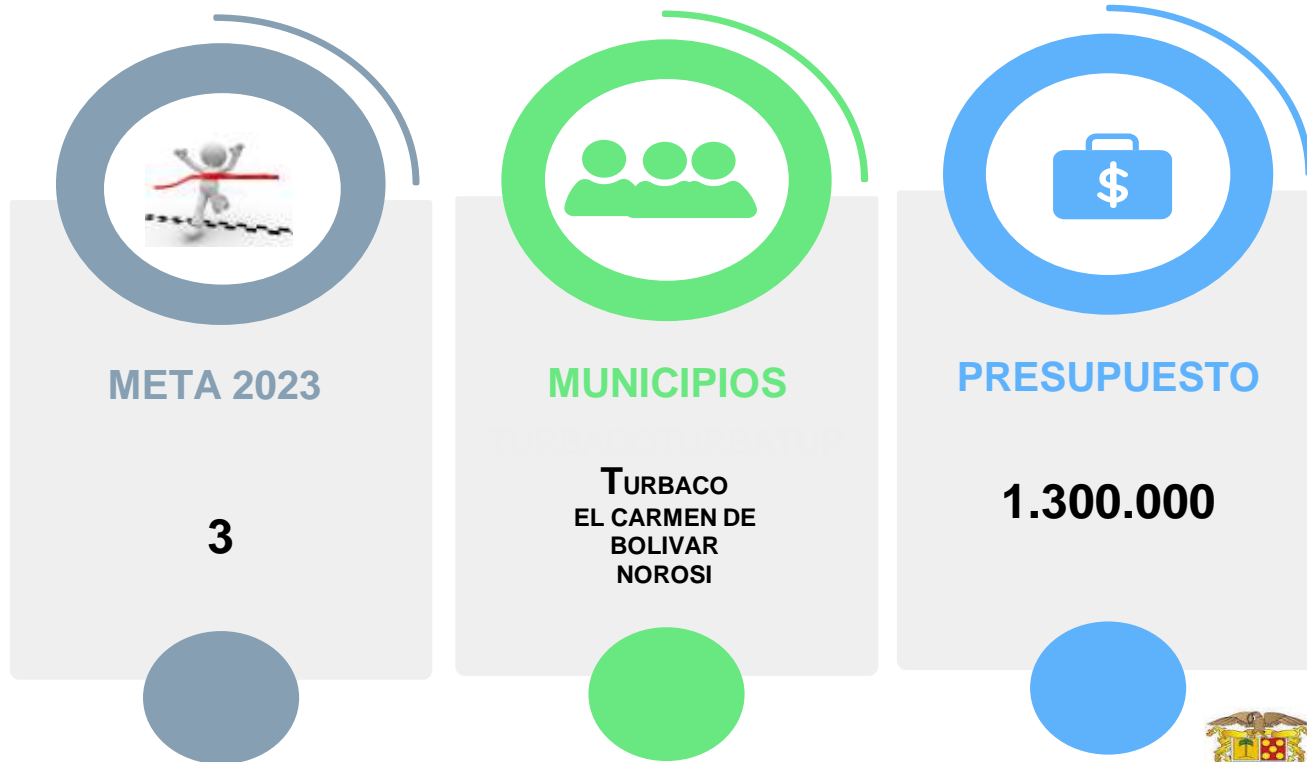 META 2023
3
MUNICIPIOS
TURBACO
EL CARMEN DE
BOLIVAR
NOROSI
PRESUPUESTO
$
1.300.000